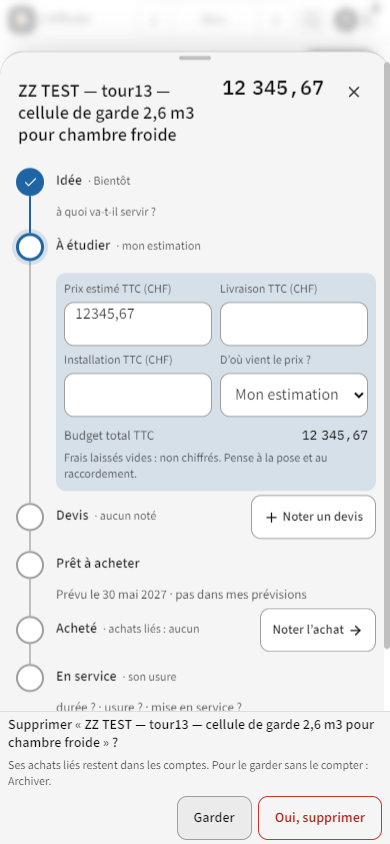 ZZ TEST — tour13 —
cellule de garde 2,6 m3
pour chambre froide
12 345,67
Idée · Bientôt
à quoi va-t-il servir ?
À étudier · mon estimation
Prix estimé TTC (CHF)
Livraison TTC (CHF)
12345,67
Installation TTC (CHF)
D'où vient le prix ?
Mon estimation
Budget total TTC
12 345,67
Frais laissés vides : non chiffrés. Pense à la pose et au
raccordement.
Devis · aucun noté
+ Noter un devis
Prêt à acheter
Prévu le 30 mai 2027 · pas dans mes prévisions
Acheté · achats liés : aucun
Noter l'achat →
En service · son usure
durée ? · usure ? · mise en service ?
Supprimer « ZZ TEST — tour13 — cellule de garde 2,6 m3 pour
chambre froide » ?
Ses achats liés restent dans les comptes. Pour le garder sans le compter :
Archiver.
Garder
Oui, supprimer